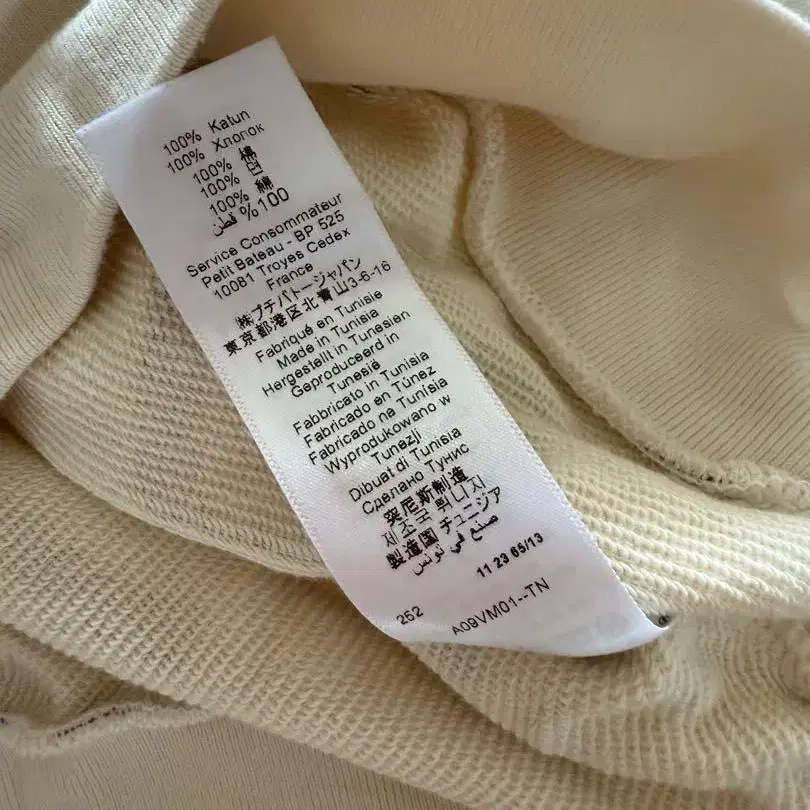 100% Katun
100% Хлопок
100% 棉
100% 면
100% 綿
%100 قطن
Service Consommateur
Petit Bateau - BP 525
10081 Troyes Cedex
France
㈱プチバトージャパン
東京都港区北青山3-6-16
Fabriqué en Tunisie
Made in Tunisia
Hergestellt in Tunesien
Geproduceerd in
Tunesië
Fabbricato in Tunisia
Fabricado en Túnez
Fabricado na Tunísia
Wyprodukowano w
Tunezji
Dibuat di Tunisia
Сделано Тунис
突尼斯制造
제조국 튀니지
製造国 チュニジア
صنع في تونس
11 23 65/13
252
A09VM01--TN